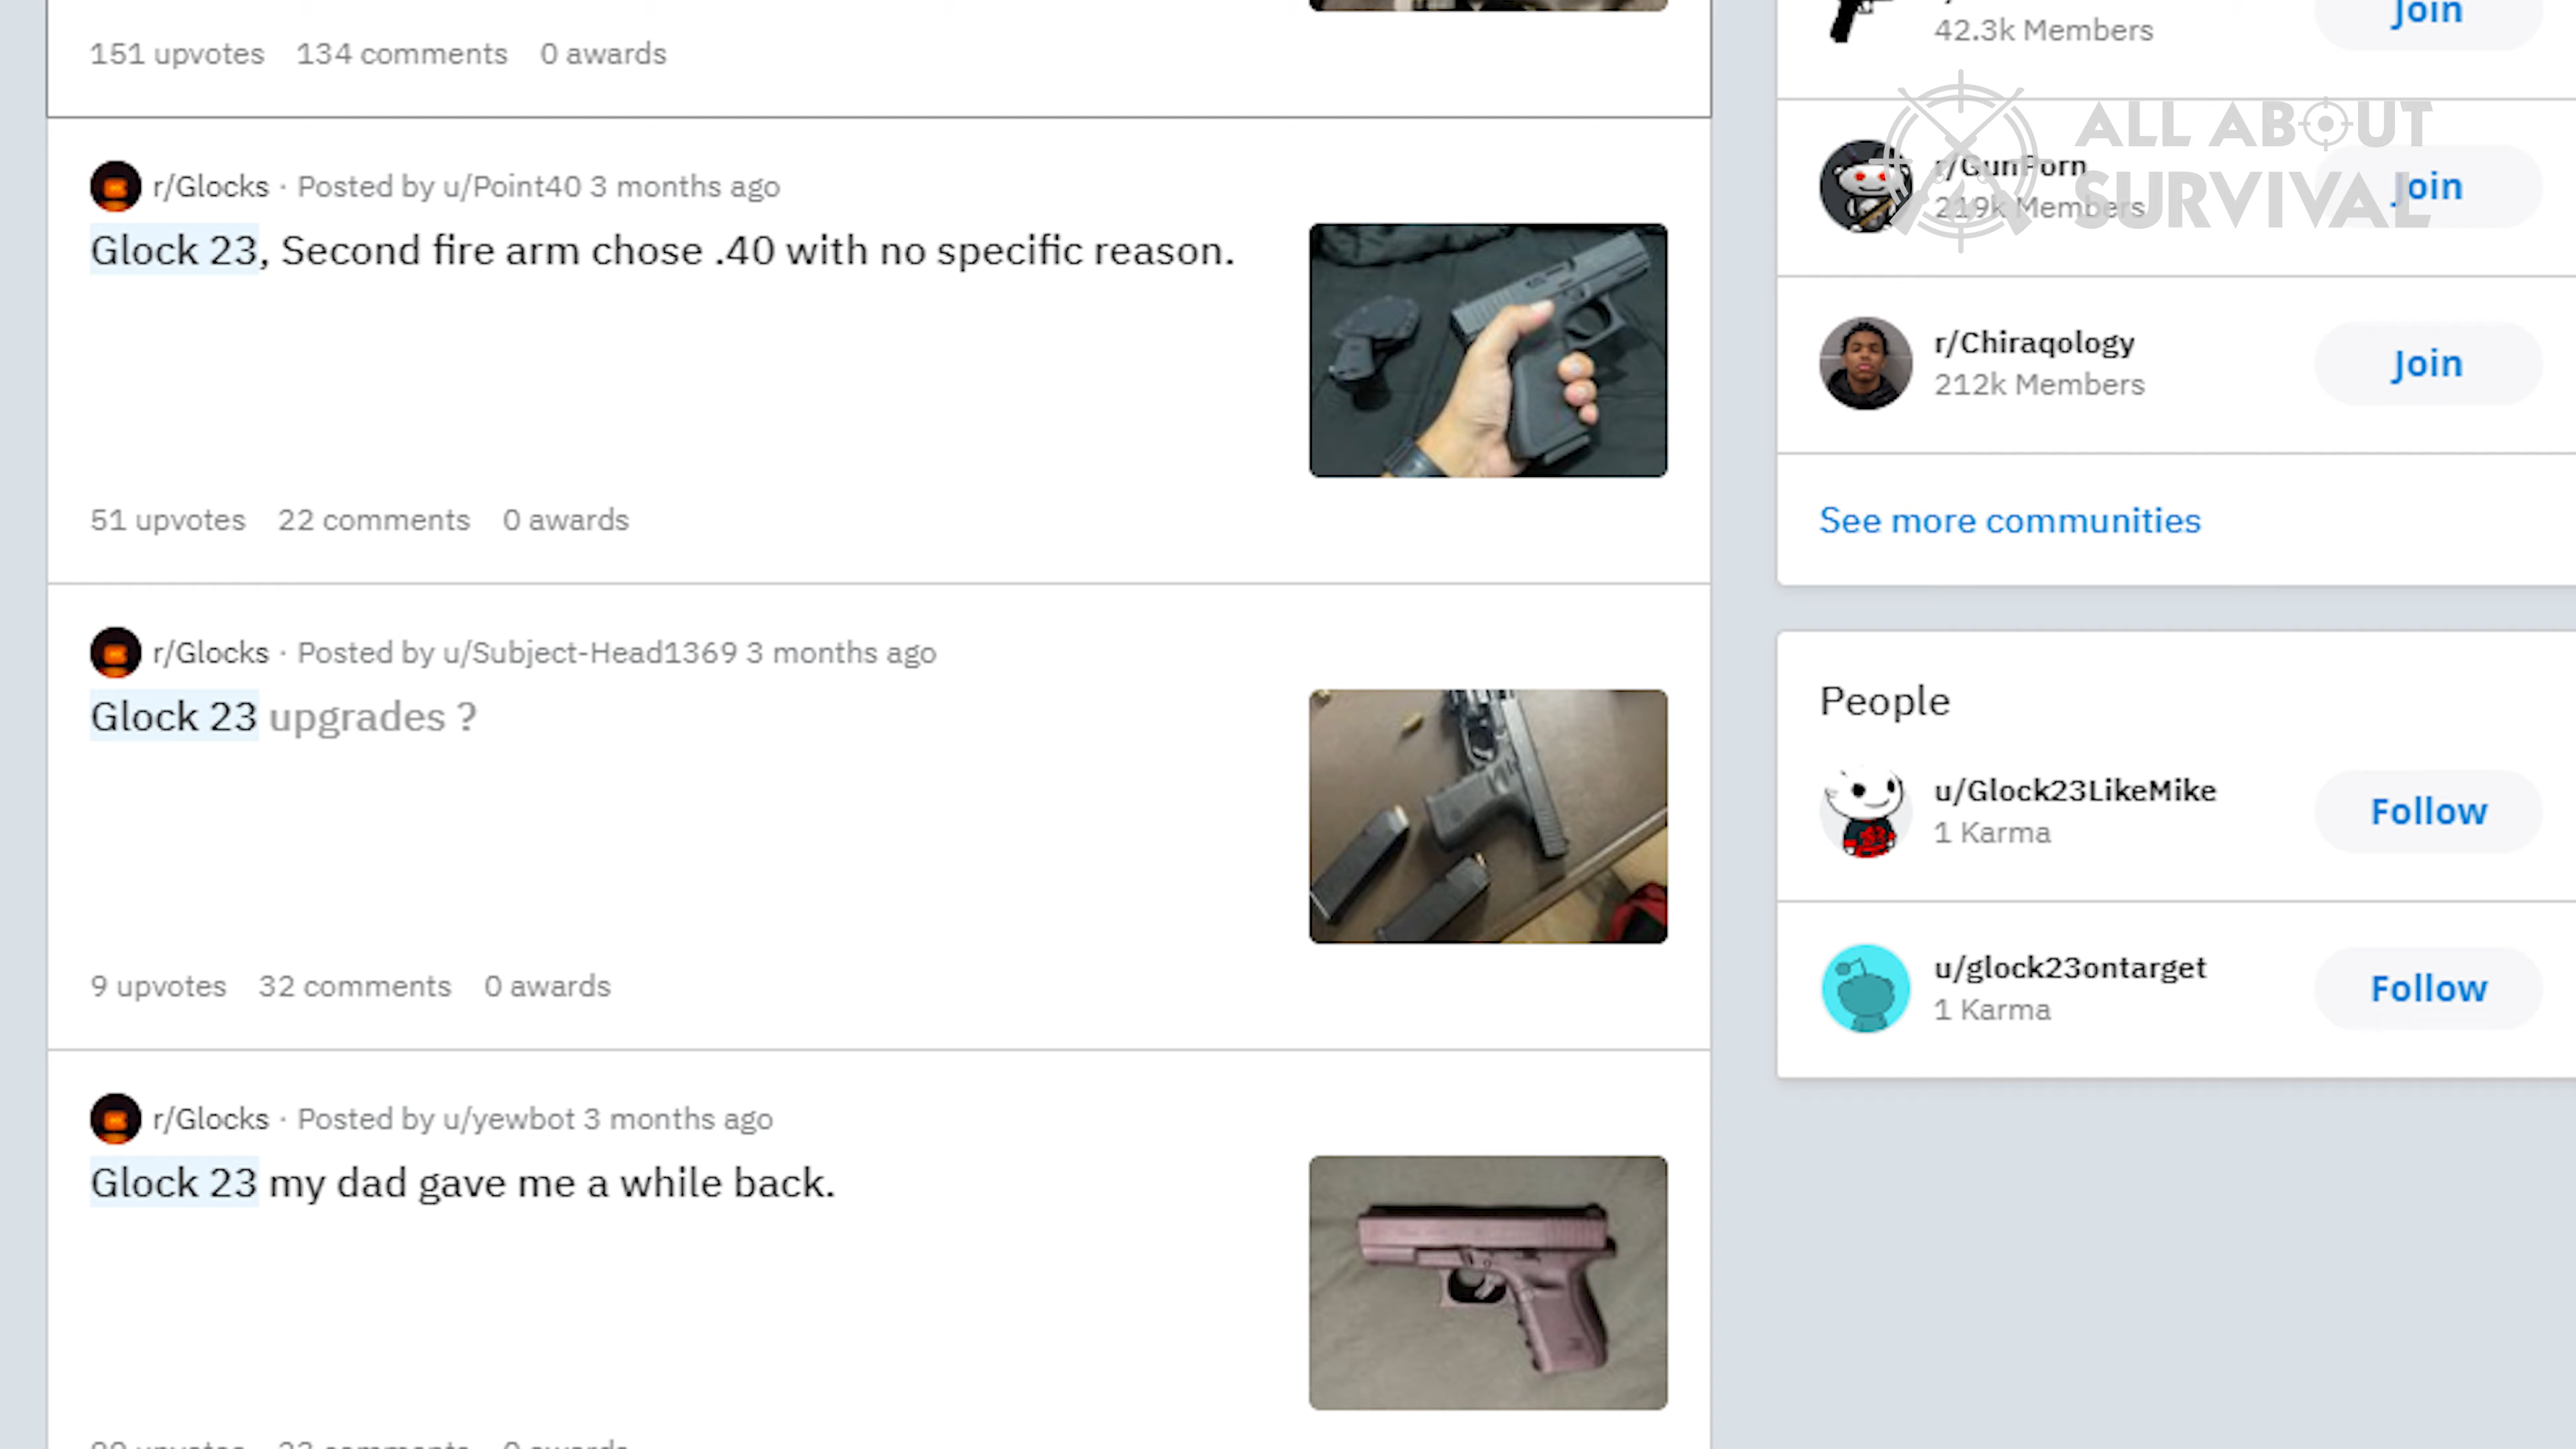 151 upvotes 134 comments 0 awards
r/Glocks · Posted by u/Point40 3 months ago
Glock 23, Second fire arm chose .40 with no specific reason.
51 upvotes 22 comments 0 awards
r/Glocks · Posted by u/Subject-Head1369 3 months ago
Glock 23 upgrades ?
9 upvotes 32 comments 0 awards
r/Glocks · Posted by u/yewbot 3 months ago
Glock 23 my dad gave me a while back.
42.3k Members
Join
ALL ABOUT
SURVIVAL
r/GunPorn
219k Members
Join
r/Chiraqology
212k Members
Join
See more communities
People
u/Glock23LikeMike
1 Karma
Follow
u/glock23ontarget
1 Karma
Follow